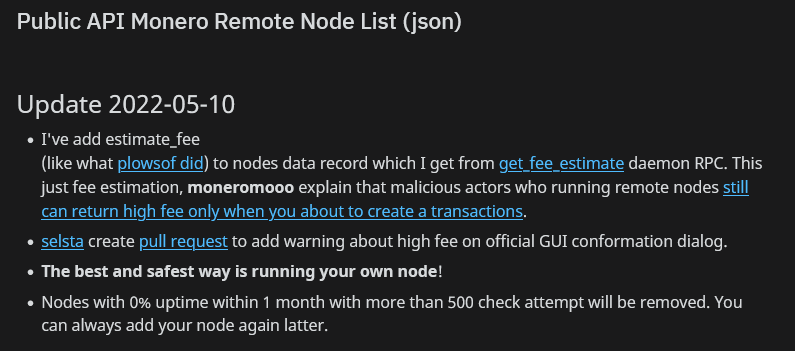 Public API Monero Remote Node List (json)
Update 2022-05-10
• I've add estimate_fee
(like what plowsof did) to nodes data record which I get from get_fee_estimate daemon RPC. This
just fee estimation, moneromooo explain that malicious actors who running remote nodes still
can return high fee only when you about to create a transactions.
• selsta create pull request to add warning about high fee on official GUI conformation dialog.
• The best and safest way is running your own node!
• Nodes with 0% uptime within 1 month with more than 500 check attempt will be removed. You
can always add your node again latter.